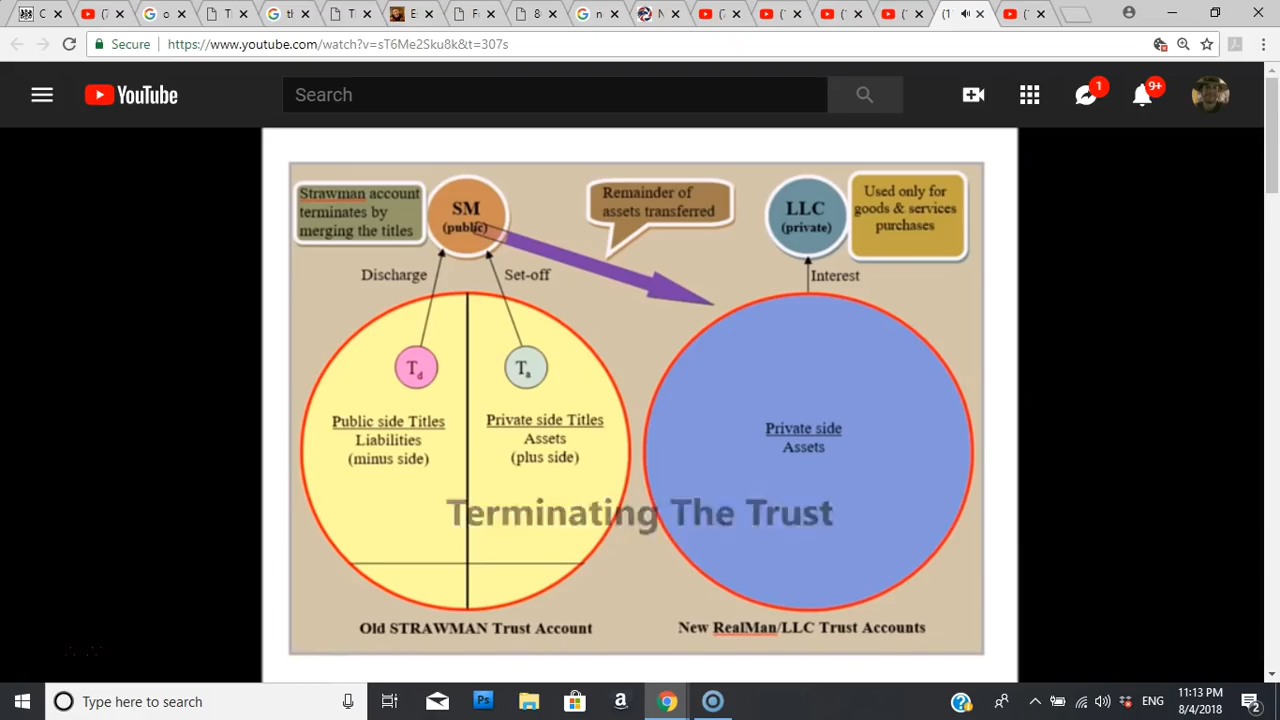 Secure https://www.youtube.com/watch?v=sT6Me2Sku8k&t=307s
YouTube
Search
1
9+
Strawman account
terminates by
merging the titles
SM
(public)
Remainder of
assets transferred
LLC
(private)
Used only for
goods & services
purchases
Discharge
Set-off
Interest
Td
Ta
Public side Titles
Liabilities
(minus side)
Private side Titles
Assets
(plus side)
Private side
Assets
Terminating The Trust
Old STRAWMAN Trust Account
New RealMan/LLC Trust Accounts
Type here to search
ENG
11:13 PM
8/4/2018
2